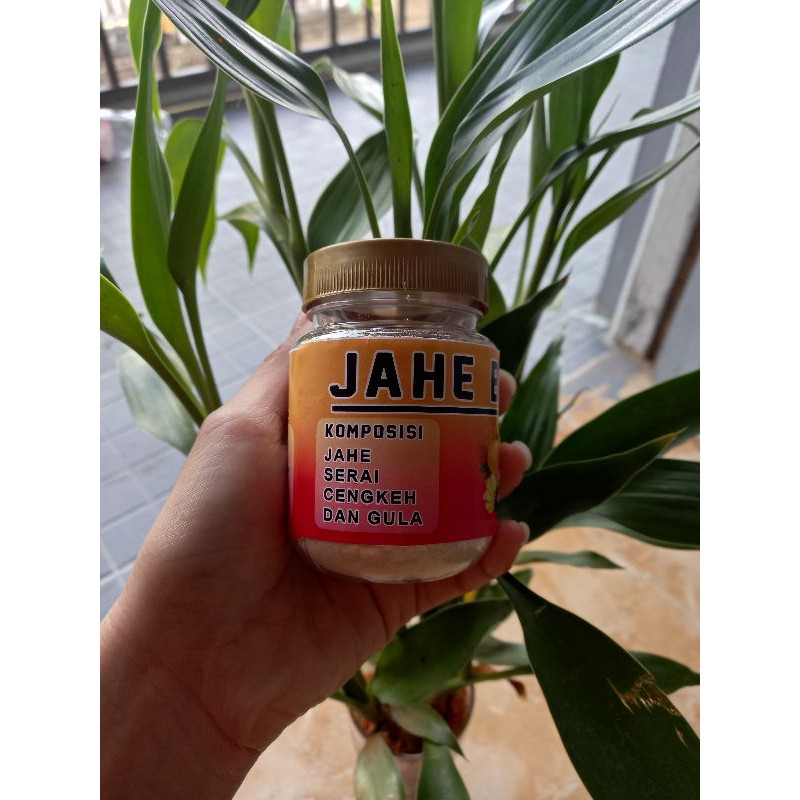 JAHE
KOMPOSISI
JAHE
SERAI
CENGKEH
DAN GULA